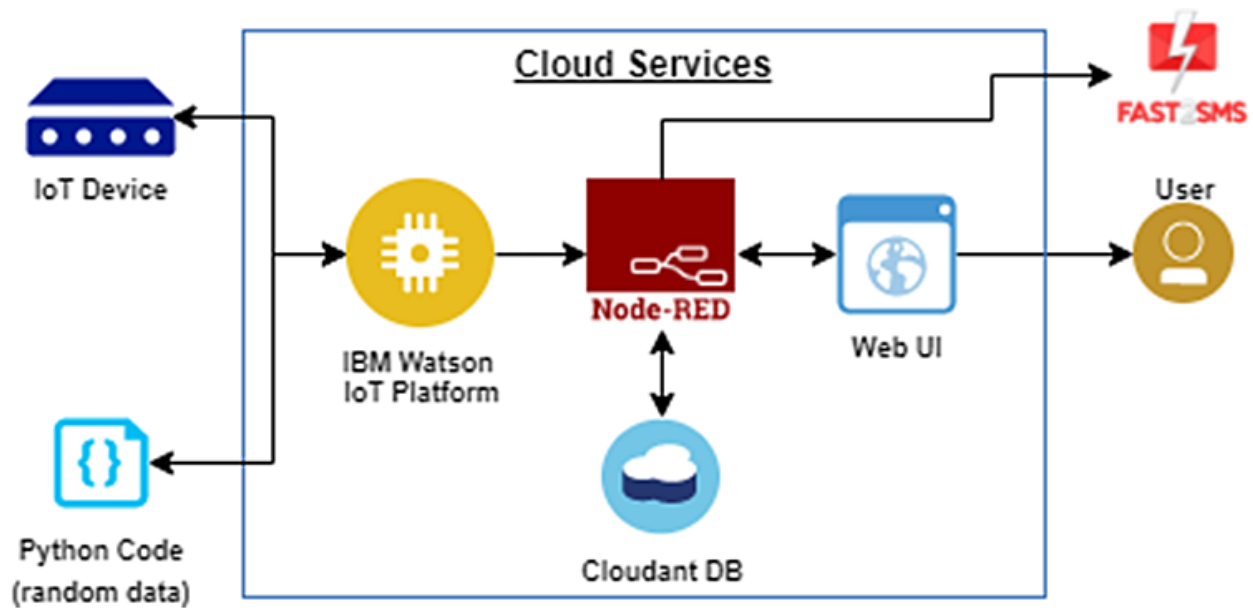 Cloud Services
FAST2SMS
IoT Device
User
Node-RED
IBM Watson
IoT Platform
Web UI
Python Code
(random data)
Cloudant DB